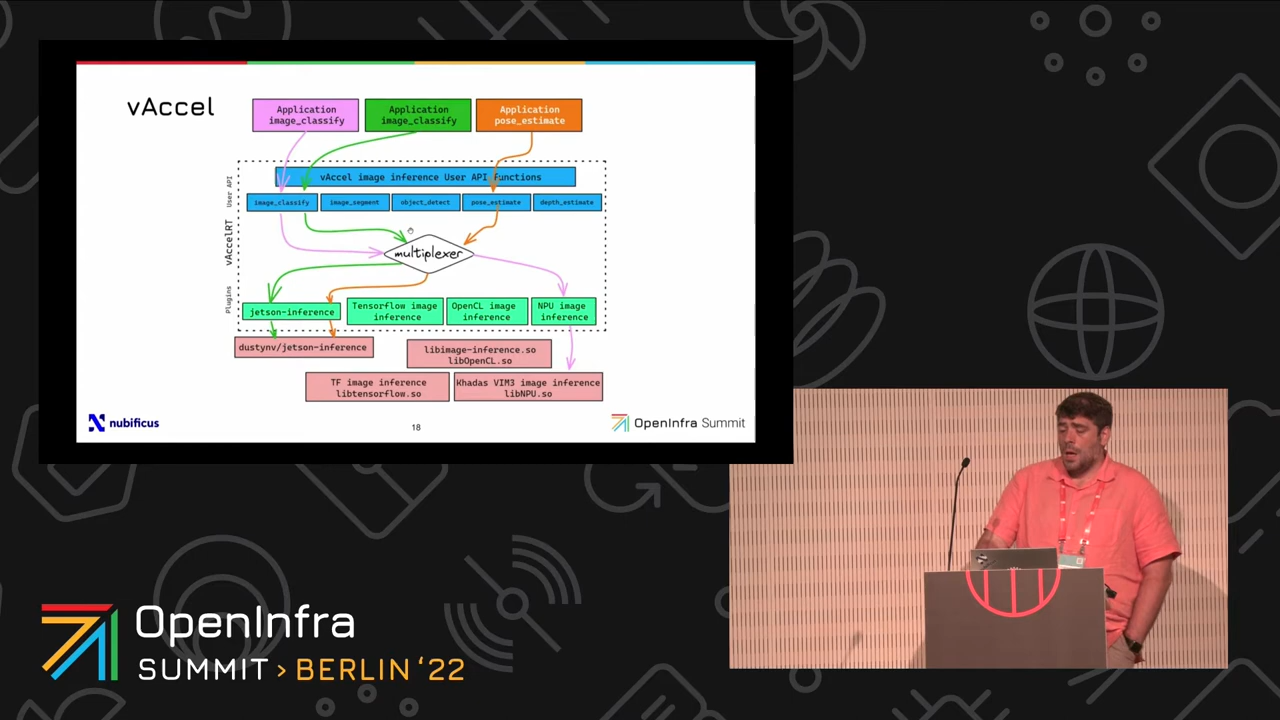 vAccel
Application
image_classify
Application
image_classify
Application
pose_estimate
User API
vAccel image inference User API functions
image_classify
image_segment
object_detect
pose_estimate
depth_estimate
vAccelRT
multiplexer
Plugins
jetson-inference
Tensorflow image
inference
OpenCL image
inference
NPU image
inference
dustynv/jetson-inference
libimage-inference.so
libOpenCL.so
TF image inference
libtensorflow.so
Khadas VIM3 image inference
libNPU.so
nubificus
18
OpenInfra Summit
OpenInfra
SUMMIT > BERLIN ‘22